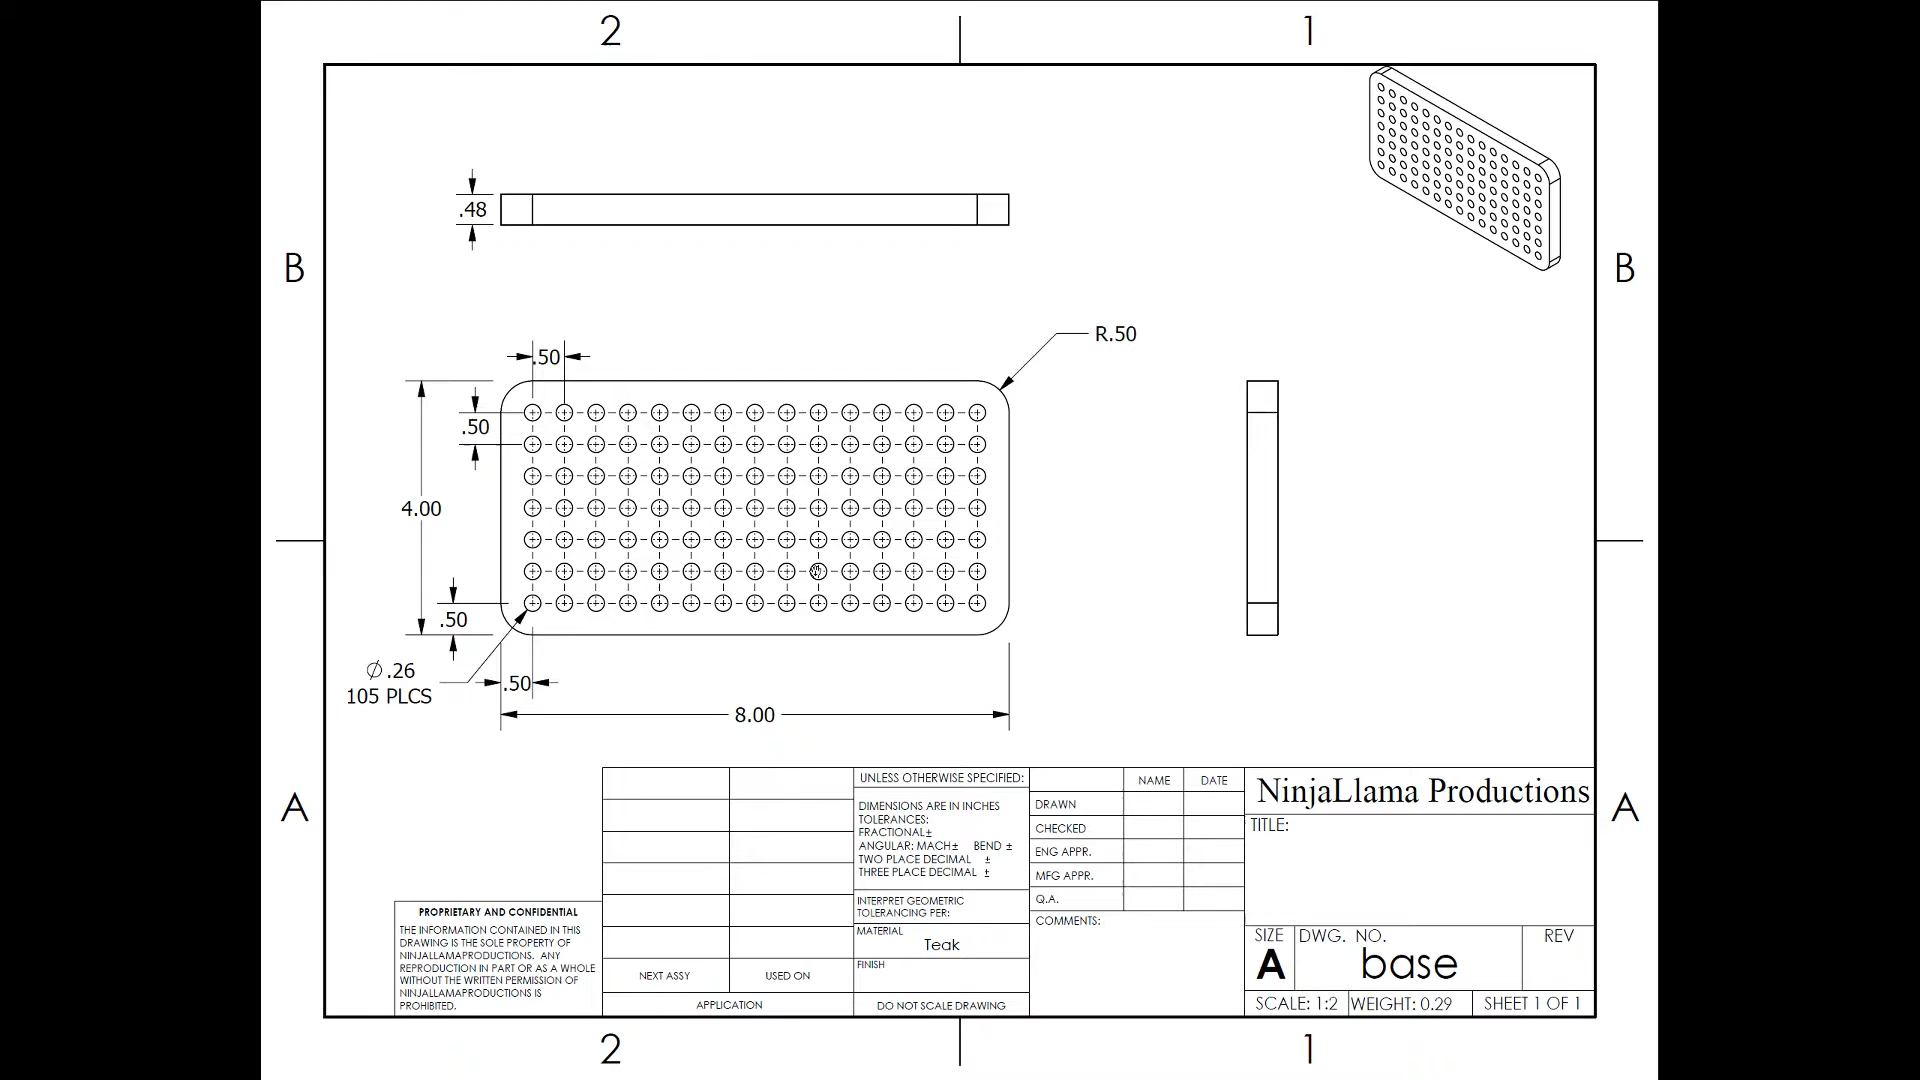 2 1
.48
B B
R.50
.50
.50
4.00
.50
∅ .26
105 PLCS
.50
8.00
A A
UNLESS OTHERWISE SPECIFIED:
DIMENSIONS ARE IN INCHES
TOLERANCES:
FRACTIONAL±
ANGULAR: MACH± BEND ±
TWO PLACE DECIMAL ±
THREE PLACE DECIMAL ±
INTERPRET GEOMETRIC
TOLERANCING PER:
MATERIAL
Teak
FINISH
DO NOT SCALE DRAWING
NAME DATE
DRAWN
CHECKED
ENG APPR.
MFG APPR.
Q.A.
COMMENTS:
NinjaLlama Productions
TITLE:
SIZE DWG. NO. REV
A base
SCALE: 1:2 WEIGHT: 0.29 SHEET 1 OF 1
PROPRIETARY AND CONFIDENTIAL
THE INFORMATION CONTAINED IN THIS
DRAWING IS THE SOLE PROPERTY OF
NINJALLAMAPRODUCTIONS. ANY
REPRODUCTION IN PART OR AS A WHOLE
WITHOUT THE WRITTEN PERMISSION OF
NINJALLAMAPRODUCTIONS IS
PROHIBITED.
NEXT ASSY USED ON
APPLICATION
2 1